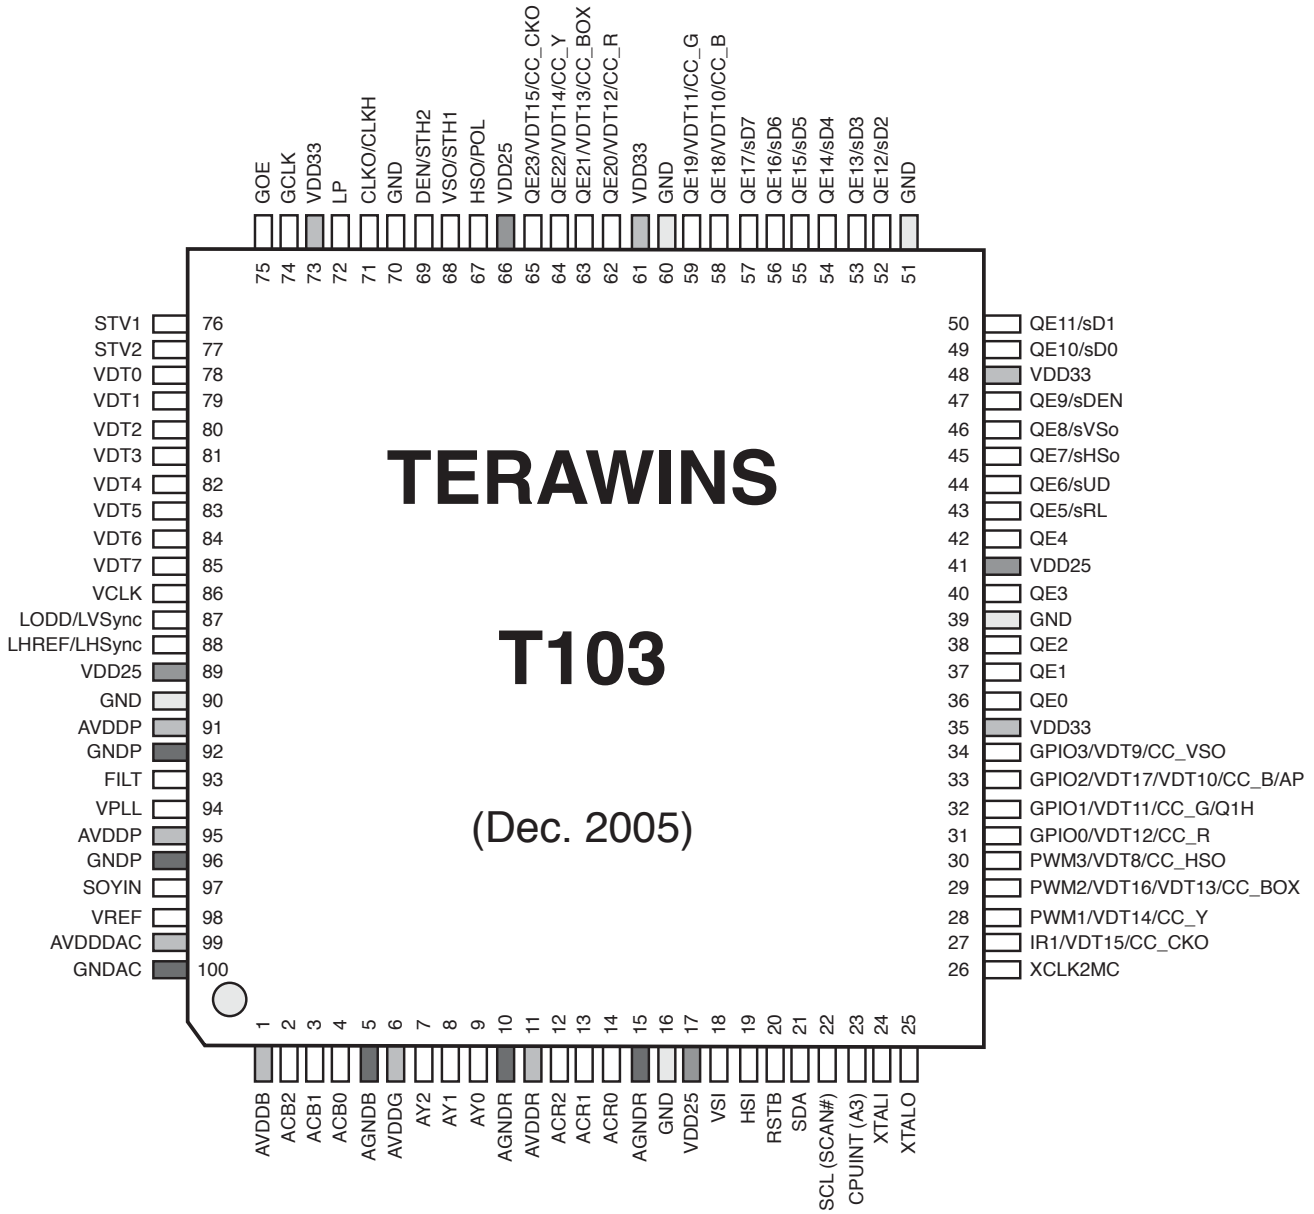 GOE
GCLK
VDD33
LP
CLKO/CLKH
GND
DEN/STH2
VSO/STH1
HSO/POL
VDD25
QE23/VDT15/CC_CKO
QE22/VDT14/CC_Y
QE21/VDT13/CC_BOX
QE20/VDT12/CC_R
VDD33
GND
QE19/VDT11/CC_G
QE18/VDT10/CC_B
QE17/sD7
QE16/sD6
QE15/sD5
QE14/sD4
QE13/sD3
QE12/sD2
GND
75
74
73
72
71
70
69
68
67
66
65
64
63
62
61
60
59
58
57
56
55
54
53
52
51
STV1 76
STV2 77
VDT0 78
VDT1 79
VDT2 80
VDT3 81
VDT4 82
VDT5 83
VDT6 84
VDT7 85
VCLK 86
LODD/LVSync 87
LHREF/LHSync 88
VDD25 89
GND 90
AVDDP 91
GNDP 92
FILT 93
VPLL 94
AVDDP 95
GNDP 96
SOYIN 97
VREF 98
AVDDDAC 99
GNDAC 100
TERAWINS
T103
(Dec. 2005)
50 QE11/sD1
49 QE10/sD0
48 VDD33
47 QE9/sDEN
46 QE8/sVSo
45 QE7/sHSo
44 QE6/sUD
43 QE5/sRL
42 QE4
41 VDD25
40 QE3
39 GND
38 QE2
37 QE1
36 QE0
35 VDD33
34 GPIO3/VDT9/CC_VSO
33 GPIO2/VDT17/VDT10/CC_B/AP
32 GPIO1/VDT11/CC_G/Q1H
31 GPIO0/VDT12/CC_R
30 PWM3/VDT8/CC_HSO
29 PWM2/VDT16/VDT13/CC_BOX
28 PWM1/VDT14/CC_Y
27 IR1/VDT15/CC_CKO
26 XCLK2MC
1
2
3
4
5
6
7
8
9
10
11
12
13
14
15
16
17
18
19
20
21
22
23
24
25
AVDDB
ACB2
ACB1
ACB0
AGNDB
AVDDG
AY2
AY1
AY0
AGNDR
AVDDR
ACR2
ACR1
ACR0
AGNDR
GND
VDD25
VSI
HSI
RSTB
SDA
SCL (SCAN#)
CPUINT (A3)
XTALI
XTALO